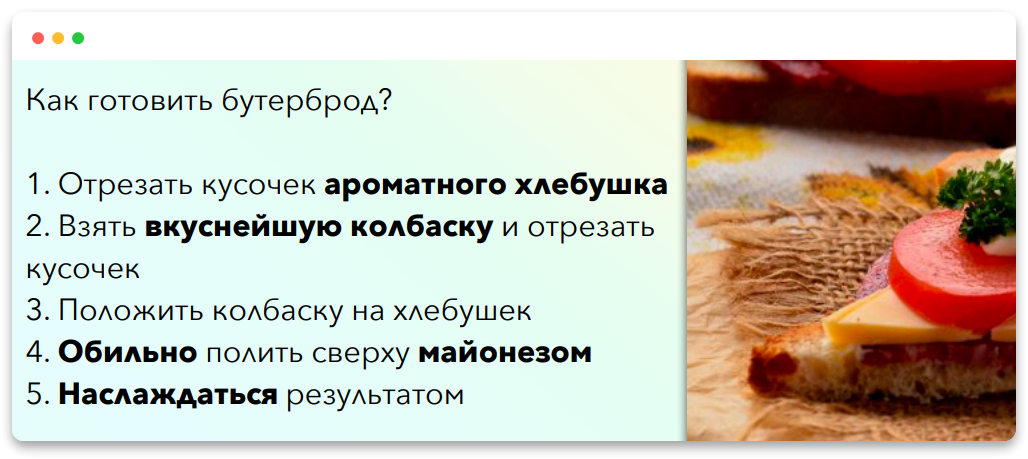 Как готовить бутерброд?
1. Отрезать кусочек ароматного хлебушка
2. Взять вкуснейшую колбаску и отрезать
кусочек
3. Положить колбаску на хлебушек
4. Обильно полить сверху майонезом
5. Наслаждаться результатом